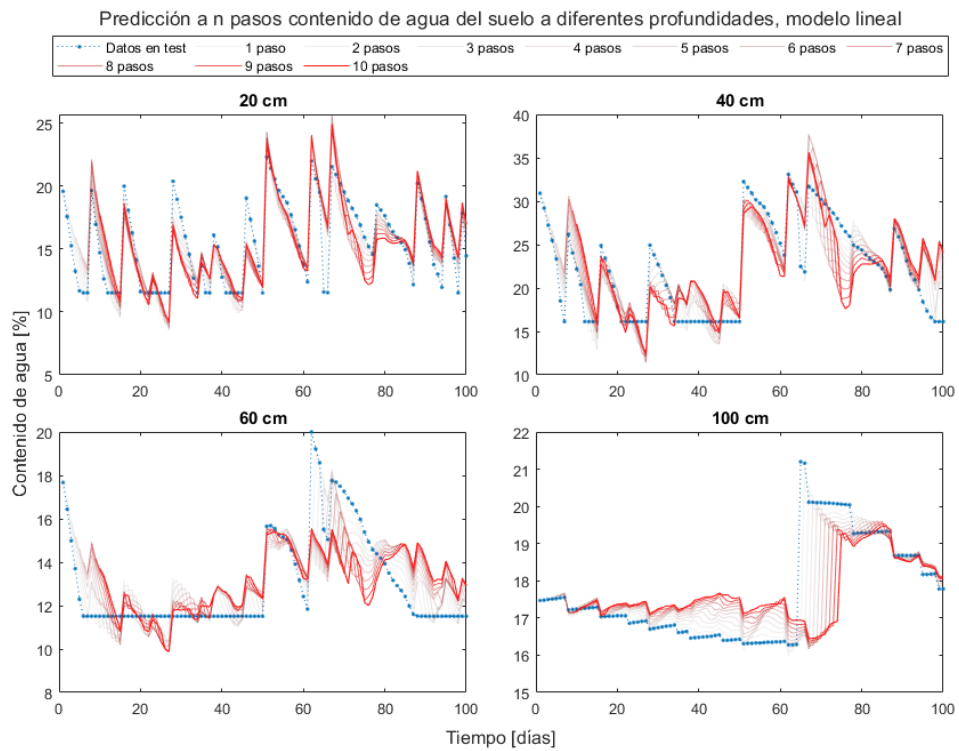 Predicción a n pasos contenido de agua del suelo a diferentes profundidades, modelo lineal
Datos en test 1 paso 2 pasos 3 pasos 4 pasos 5 pasos 6 pasos 7 pasos
8 pasos 9 pasos 10 pasos
20 cm
25
20
15
10
5
0 20 40 60 80 100
40 cm
40
35
30
25
20
15
10
0 20 40 60 80 100
60 cm
20
18
16
14
12
10
8
0 20 40 60 80 100
100 cm
22
21
20
19
18
17
16
15
0 20 40 60 80 100
Contenido de agua [%]
Tiempo [días]